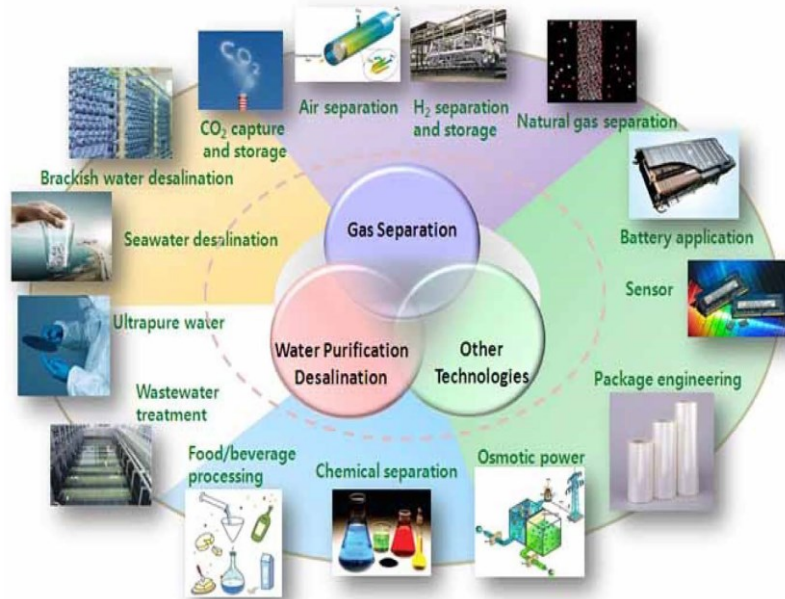 CO2
Air separation
H₂ separation
and storage
CO₂ capture
and storage
Natural gas separation
Brackish water desalination
Gas Separation
Battery application
Seawater desalination
Sensor
Ultrapure water
Water Purification
Desalination
Other
Technologies
Wastewater
treatment
Package engineering
Food/beverage
processing
Chemical separation
Osmotic power